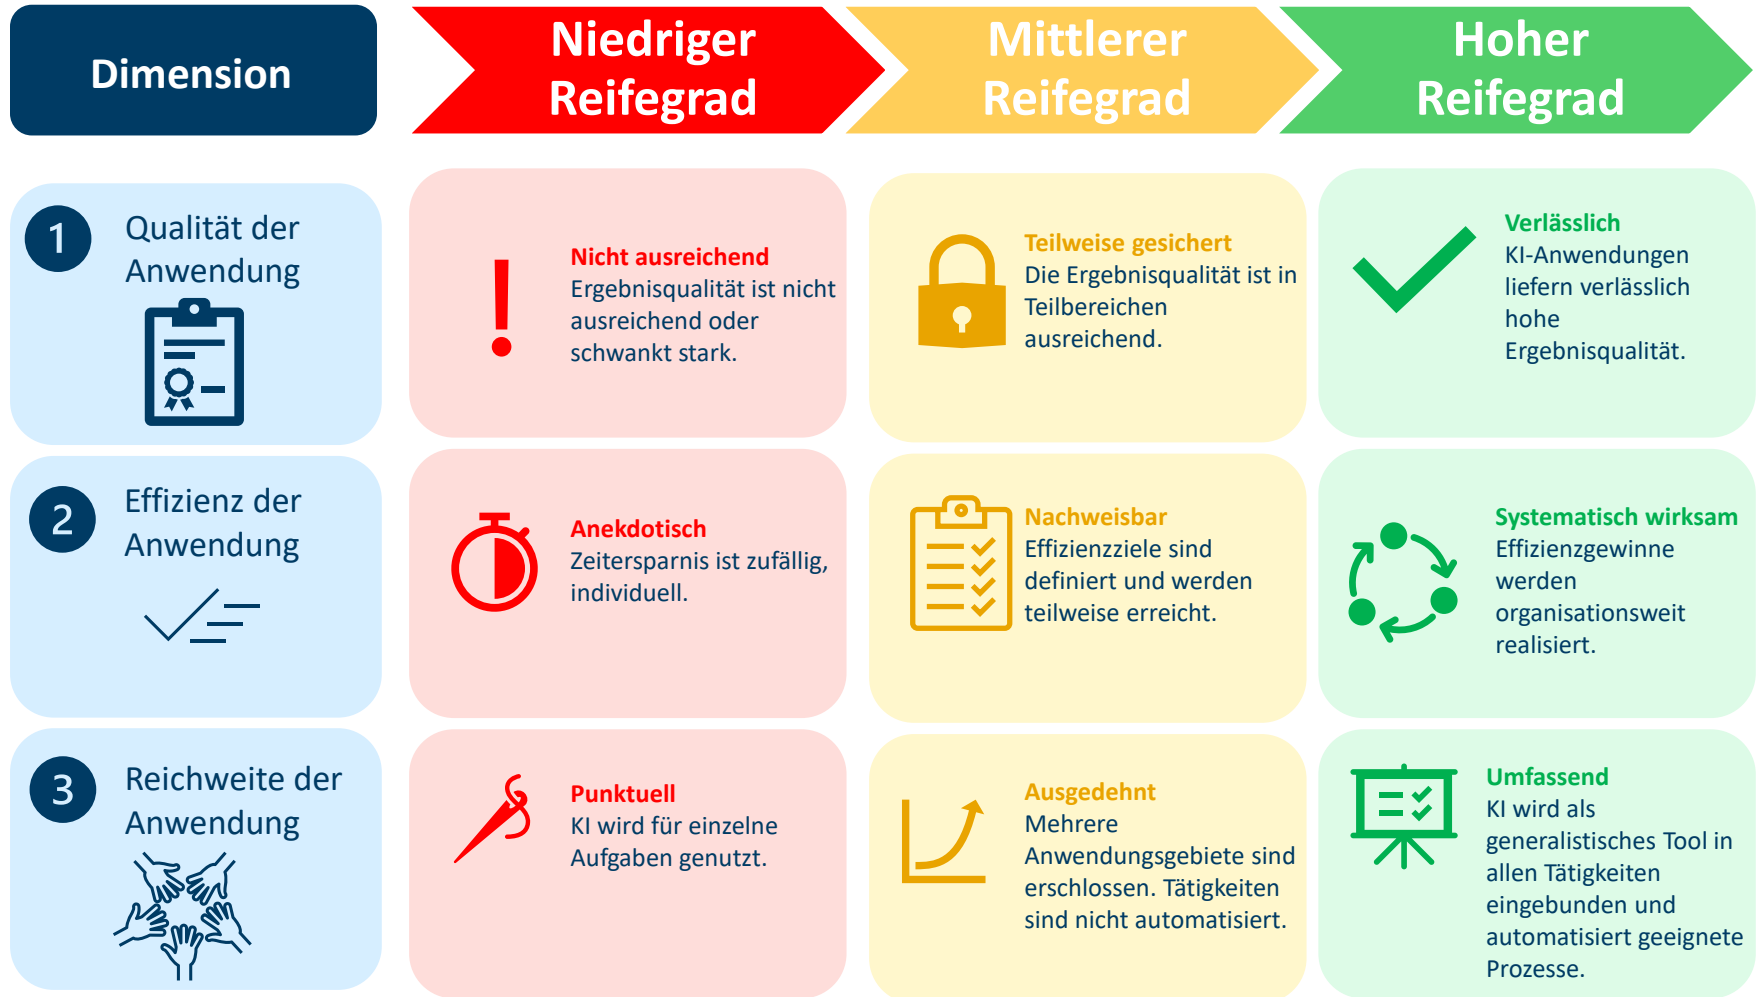 Dimension
Niedriger
Reifegrad
Mittlerer
Reifegrad
Hoher
Reifegrad
1
Qualität der
Anwendung
Nicht ausreichend
Ergebnisqualität ist nicht
ausreichend oder
schwankt stark.
Teilweise gesichert
Die Ergebnisqualität ist in
Teilbereichen
ausreichend.
Verlässlich
KI-Anwendungen
liefern verlässlich
hohe
Ergebnisqualität.
2
Effizienz der
Anwendung
Anekdotisch
Zeitersparnis ist zufällig,
individuell.
Nachweisbar
Effizienzziele sind
definiert und werden
teilweise erreicht.
Systematisch wirksam
Effizienzgewinne
werden
organisationsweit
realisiert.
3
Reichweite der
Anwendung
Punktuell
KI wird für einzelne
Aufgaben genutzt.
Ausgedehnt
Mehrere
Anwendungsgebiete sind
erschlossen. Tätigkeiten
sind nicht automatisiert.
Umfassend
KI wird als
generalistisches Tool in
allen Tätigkeiten
eingebunden und
automatisiert geeignete
Prozesse.